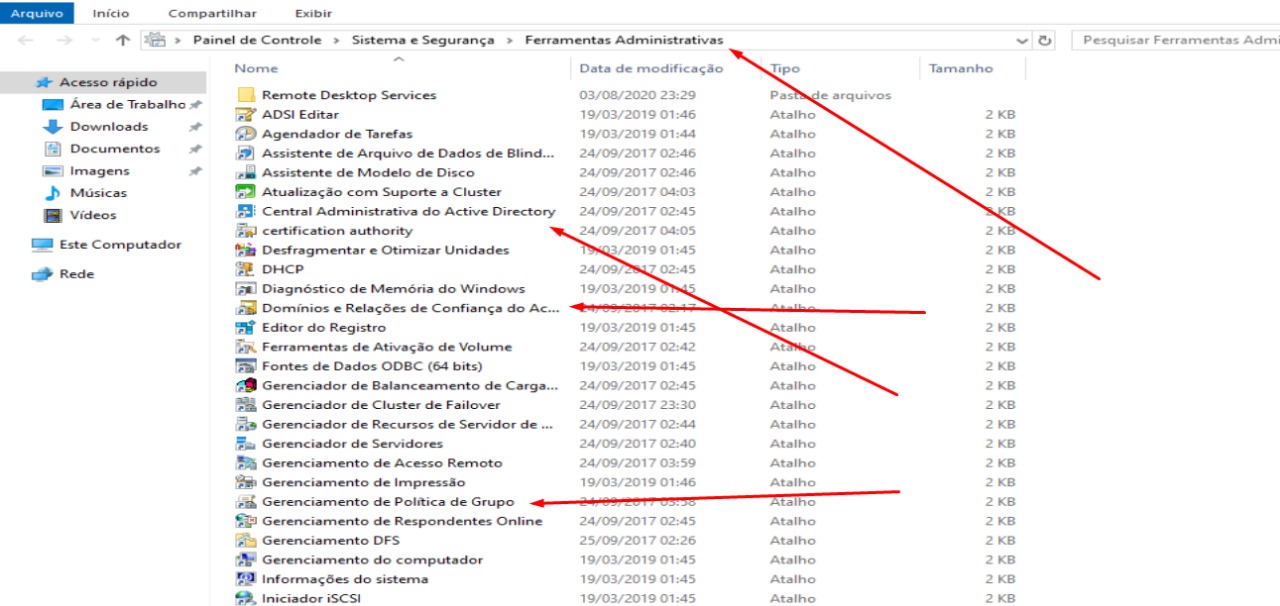 Arquivo Início Compartilhar Exibir
Painel de Controle Sistema e Segurança Ferramentas Administrativas Pesquisar Ferramentas Admi
Nome Data de modificação Tipo Tamanho
Acesso rápido
Área de Trabalho
Downloads
Documentos
Imagens
Músicas
Vídeos
Este Computador
Rede
Remote Desktop Services 03/08/2020 23:29 Pasta de arquivos
ADSI Editar 19/03/2019 01:46 Atalho 2 KB
Agendador de Tarefas 19/03/2019 01:44 Atalho 2 KB
Assistente de Arquivo de Dados de Blind... 24/09/2017 02:46 Atalho 2 KB
Assistente de Modelo de Disco 24/09/2017 02:46 Atalho 2 KB
Atualização com Suporte a Cluster 24/09/2017 04:03 Atalho 2 KB
Central Administrativa do Active Directory 24/09/2017 02:45 Atalho 2 KB
certification authority 24/09/2017 04:05 Atalho 2 KB
Desfragmentar e Otimizar Unidades 19/03/2019 01:45 Atalho 2 KB
DHCP 24/09/2017 02:45 Atalho 2 KB
Diagnóstico de Memória do Windows 19/03/2019 01:45 Atalho 2 KB
Domínios e Relações de Confiança do Ac... 24/09/2017 02:17 Atalho 2 KB
Editor do Registro 19/03/2019 01:45 Atalho 2 KB
Ferramentas de Ativação de Volume 24/09/2017 02:42 Atalho 2 KB
Fontes de Dados ODBC (64 bits) 19/03/2019 01:45 Atalho 2 KB
Gerenciador de Balanceamento de Carga... 24/09/2017 02:45 Atalho 2 KB
Gerenciador de Cluster de Failover 24/09/2017 23:30 Atalho 2 KB
Gerenciador de Recursos de Servidor de ... 24/09/2017 02:44 Atalho 2 KB
Gerenciador de Servidores 24/09/2017 02:40 Atalho 2 KB
Gerenciamento de Acesso Remoto 24/09/2017 03:59 Atalho 2 KB
Gerenciamento de Impressão 19/03/2019 01:46 Atalho 2 KB
Gerenciamento de Política de Grupo 24/09/2017 03:58 Atalho 2 KB
Gerenciamento de Respondentes Online 24/09/2017 02:45 Atalho 2 KB
Gerenciamento DFS 25/09/2017 02:26 Atalho 2 KB
Gerenciamento do computador 19/03/2019 01:45 Atalho 2 KB
Informações do sistema 19/03/2019 01:45 Atalho 2 KB
Iniciador iSCSI 19/03/2019 01:45 Atalho 2 KB